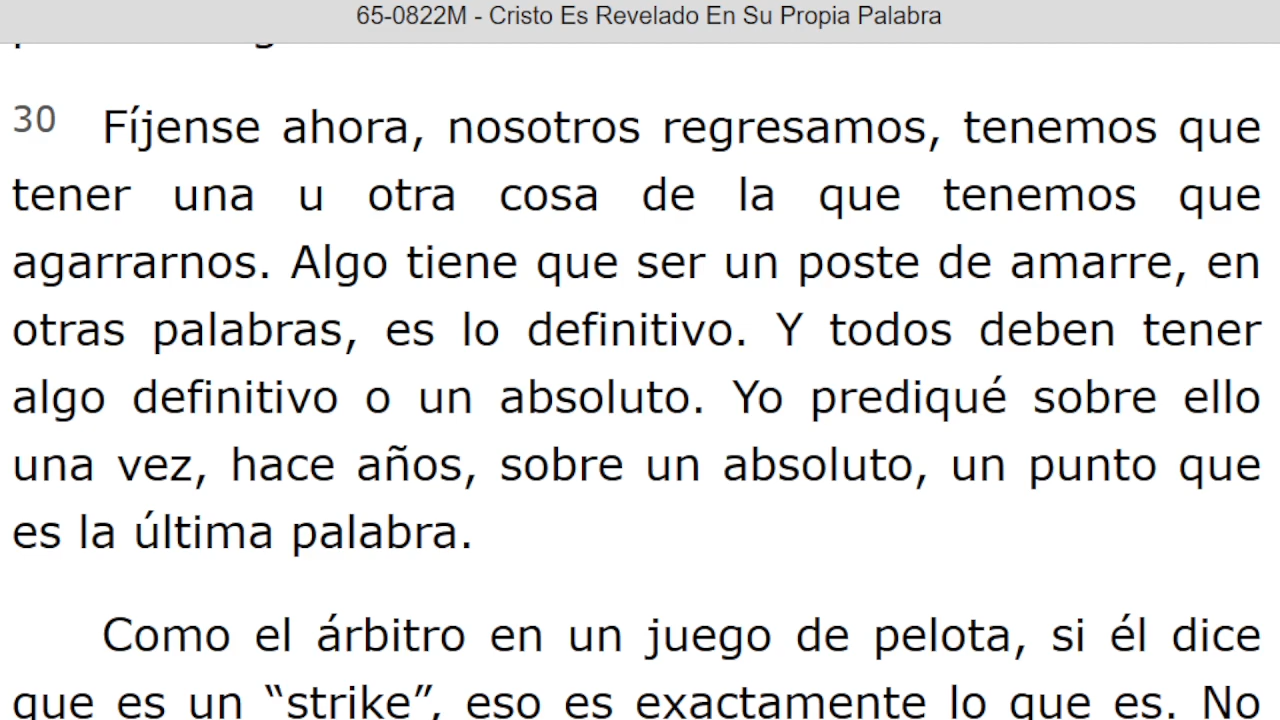 65-0822M - Cristo Es Revelado En Su Propia Palabra
30 Fíjense ahora, nosotros regresamos, tenemos que
tener una u otra cosa de la que tenemos que
agarrarnos. Algo tiene que ser un poste de amarre, en
otras palabras, es lo definitivo. Y todos deben tener
algo definitivo o un absoluto. Yo prediqué sobre ello
una vez, hace años, sobre un absoluto, un punto que
es la última palabra.
Como el árbitro en un juego de pelota, si él dice
que es un “strike”, eso es exactamente lo que es. No